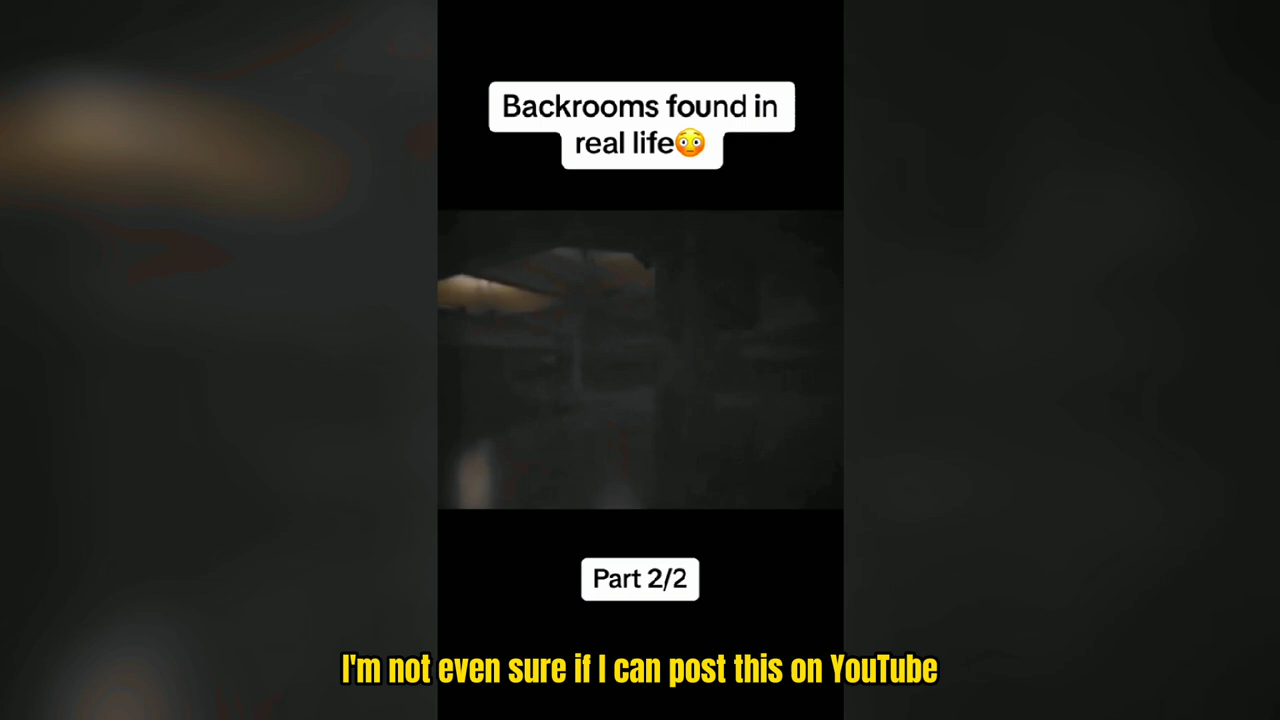 Backrooms found in
real life😳
Part 2/2
I'm not even sure if I can post this on YouTube